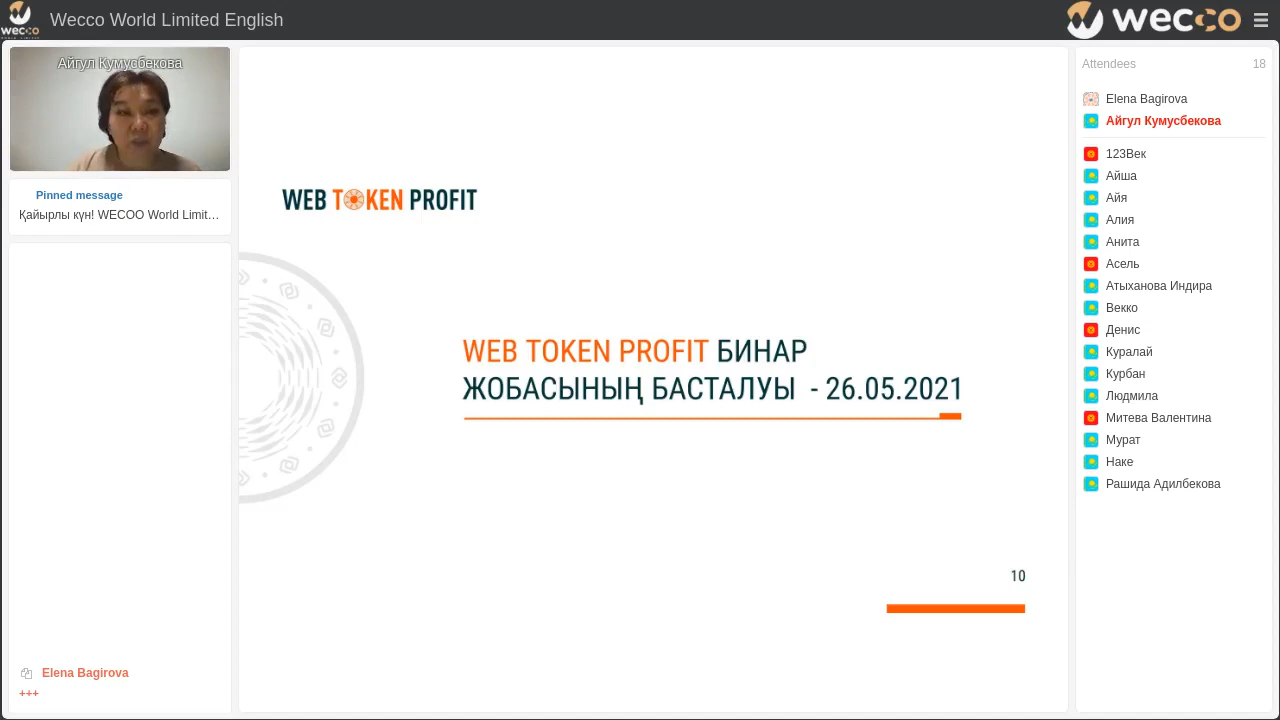 wecco
Wecco World Limited English
wecco
Айгул Кумусбекова
Pinned message
Қайырлы күн! WECOO World Limit…
Elena Bagirova
+++
WEB TOKEN PROFIT
WEB TOKEN PROFIT БИНАР
ЖОБАСЫНЫҢ БАСТАЛУЫ - 26.05.2021
10
Attendees 18
Elena Bagirova
Айгул Кумусбекова
123Век
Айша
Айя
Алия
Анита
Асель
Атыханова Индира
Векко
Денис
Куралай
Курбан
Людмила
Митева Валентина
Мурат
Наке
Рашида Адилбекова